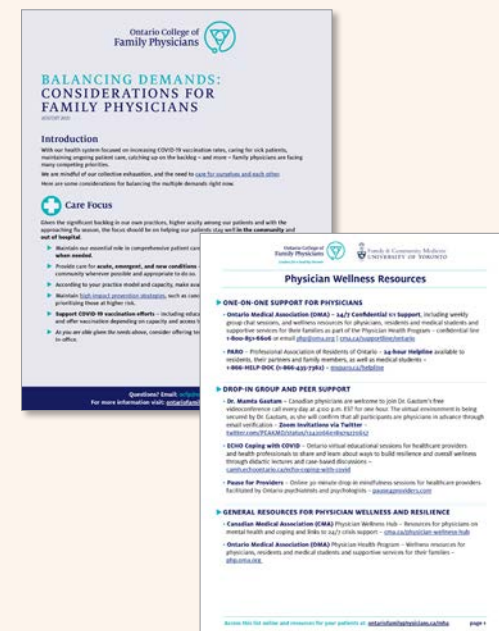 Ontario College of
Family Physicians
BALANCING DEMANDS:
CONSIDERATIONS FOR
FAMILY PHYSICIANS
AUGUST 2021
Introduction
With our health system focused on increasing COVID-19 vaccination rates, caring for sick patients,
maintaining ongoing patient care, catching up on the backlog – and more – family physicians are facing
many competing priorities.
We are mindful of our collective exhaustion, and the need to care for ourselves and each other.
Here are some considerations for balancing the multiple demands right now.
Care Focus
Given the significant backlog in our own practices, higher acuity among our patients and with the
approaching flu season, the focus should be on helping our patients stay well in the community and
out of hospital.
Maintain our essential role in comprehensive patient care
when needed.
Provide care for acute, emergent, and new conditions –
community wherever possible and appropriate to do so.
According to your practice model and capacity, make
Maintain high impact prevention strategies, such as
prioritizing those at higher risk.
Support COVID-19 vaccination efforts – including
and offer vaccination depending on capacity and access
As you are able given the needs above, consider offering
in-office.
Questions? Email:
For more information visit:
Ontario College of
Family Physicians
Family & Community Medicine
UNIVERSITY OF TORONTO
Physician Wellness Resources
ONE-ON-ONE SUPPORT FOR PHYSICIANS
• Ontario Medical Association (OMA) – 24/7 Confidential 1:1 Support, including weekly
group chat sessions, and wellness resources for physicians, residents and medical students and
supportive services for their families as part of the Physician Health Program – confidential line
1-800-851-6606 or email php@oma.org | cma.ca/supportline/ontario
• PARO – Professional Association of Residents of Ontario – 24-hour Helpline available to
residents, their partners and family members, as well as medical students –
1-866-HELP-DOC (1-866-435-7362) – myparo.ca/helpline
DROP-IN GROUP AND PEER SUPPORT
• Dr. Mamta Gautam – Canadian physicians are welcome to join Dr. Gautam's free
videoconference call every day at 4:00 p.m. EST for one hour. The virtual environment is being
secured by Dr. Gautam, as she will confirm that all participants are physicians in advance through
email verification – Zoom Invitations via Twitter –
• ECHO Coping with COVID – Ontario virtual educational sessions for healthcare providers
and health professionals to share and learn about ways to build resilience and overall wellness
through didactic lectures and case-based discussions –
camh.echoontario.ca/echo-coping-with-covid
• Pause for Providers – Online 30-minute drop-in mindfulness sessions for healthcare providers
facilitated by Ontario psychiatrists and psychologists – pause4providers.com
GENERAL RESOURCES FOR PHYSICIAN WELLNESS AND RESILIENCE
• Canadian Medical Association (CMA) Physician Wellness Hub – Resources for physicians on
mental health and coping and links to 24/7 crisis support – cma.ca/physician-wellness-hub
• Ontario Medical Association (OMA) Physician Health Program – Wellness resources for
physicians, residents and medical students and supportive services for their families –
php.oma.org
Access this list online and resources for your patients at: ontariofamilyphysicians.ca/mha page 1